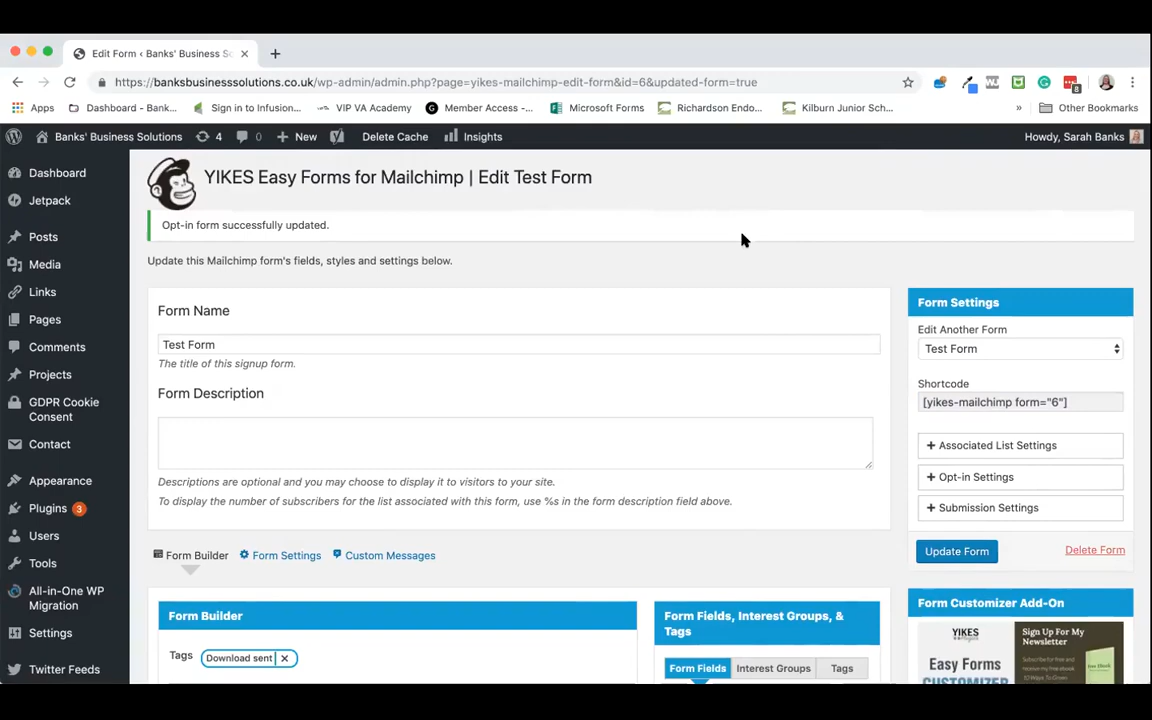 Edit Form ‹ Banks' Business Sc
https://banksbusinesssolutions.co.uk/wp-admin/admin.php?page=yikes-mailchimp-edit-form&id=6&updated-form=true
Apps
Dashboard - Bank...
Sign in to Infusion...
VIP VA Academy
Member Access -...
Microsoft Forms
Richardson Endo...
Kilburn Junior Sch...
»
Other Bookmarks
Banks' Business Solutions
4
0
New
Delete Cache
Insights
Howdy, Sarah Banks
Dashboard
Jetpack
Posts
Media
Links
Pages
Comments
Projects
GDPR Cookie
Consent
Contact
Appearance
Plugins 3
Users
Tools
All-in-One WP
Migration
Settings
Twitter Feeds
YIKES Easy Forms for Mailchimp | Edit Test Form
Opt-in form successfully updated.
Update this Mailchimp form's fields, styles and settings below.
Form Name
Test Form
The title of this signup form.
Form Description
Descriptions are optional and you may choose to display it to visitors to your site.
To display the number of subscribers for the list associated with this form, use %s in the form description field above.
Form Builder
Form Settings
Custom Messages
Form Builder
Tags
Download sent
Form Fields, Interest Groups, &
Tags
Form Fields
Interest Groups
Tags
Form Settings
Edit Another Form
Test Form
Shortcode
[yikes-mailchimp form="6"]
+ Associated List Settings
+ Opt-in Settings
+ Submission Settings
Update Form
Delete Form
Form Customizer Add-On
YIKES
Easy Forms
CUSTOMIZER
Sign Up For My
Newsletter